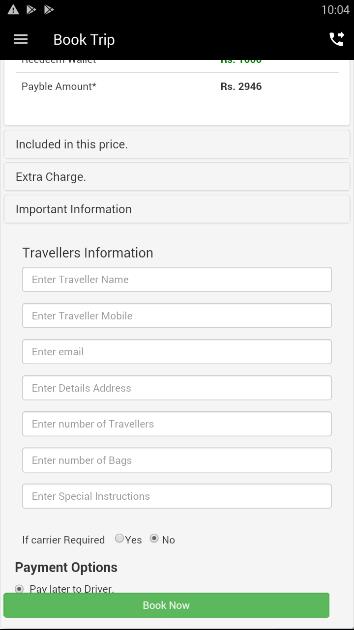 10:04
Book Trip
Reedeem Wallet Rs. 1000
Payble Amount* Rs. 2946
Included in this price.
Extra Charge.
Important Information
Travellers Information
Enter Traveller Name
Enter Traveller Mobile
Enter email
Enter Details Address
Enter number of Travellers
Enter number of Bags
Enter Special Instructions
If carrier Required Yes No
Payment Options
Pay later to Driver.
Book Now